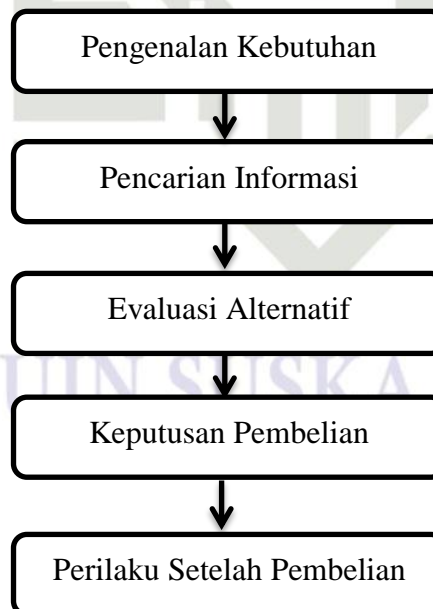 Pengenalan Kebutuhan
Pencarian Informasi
Evaluasi Alternatif
UIN SUSKA
Keputusan Pembelian
Perilaku Setelah Pembelian